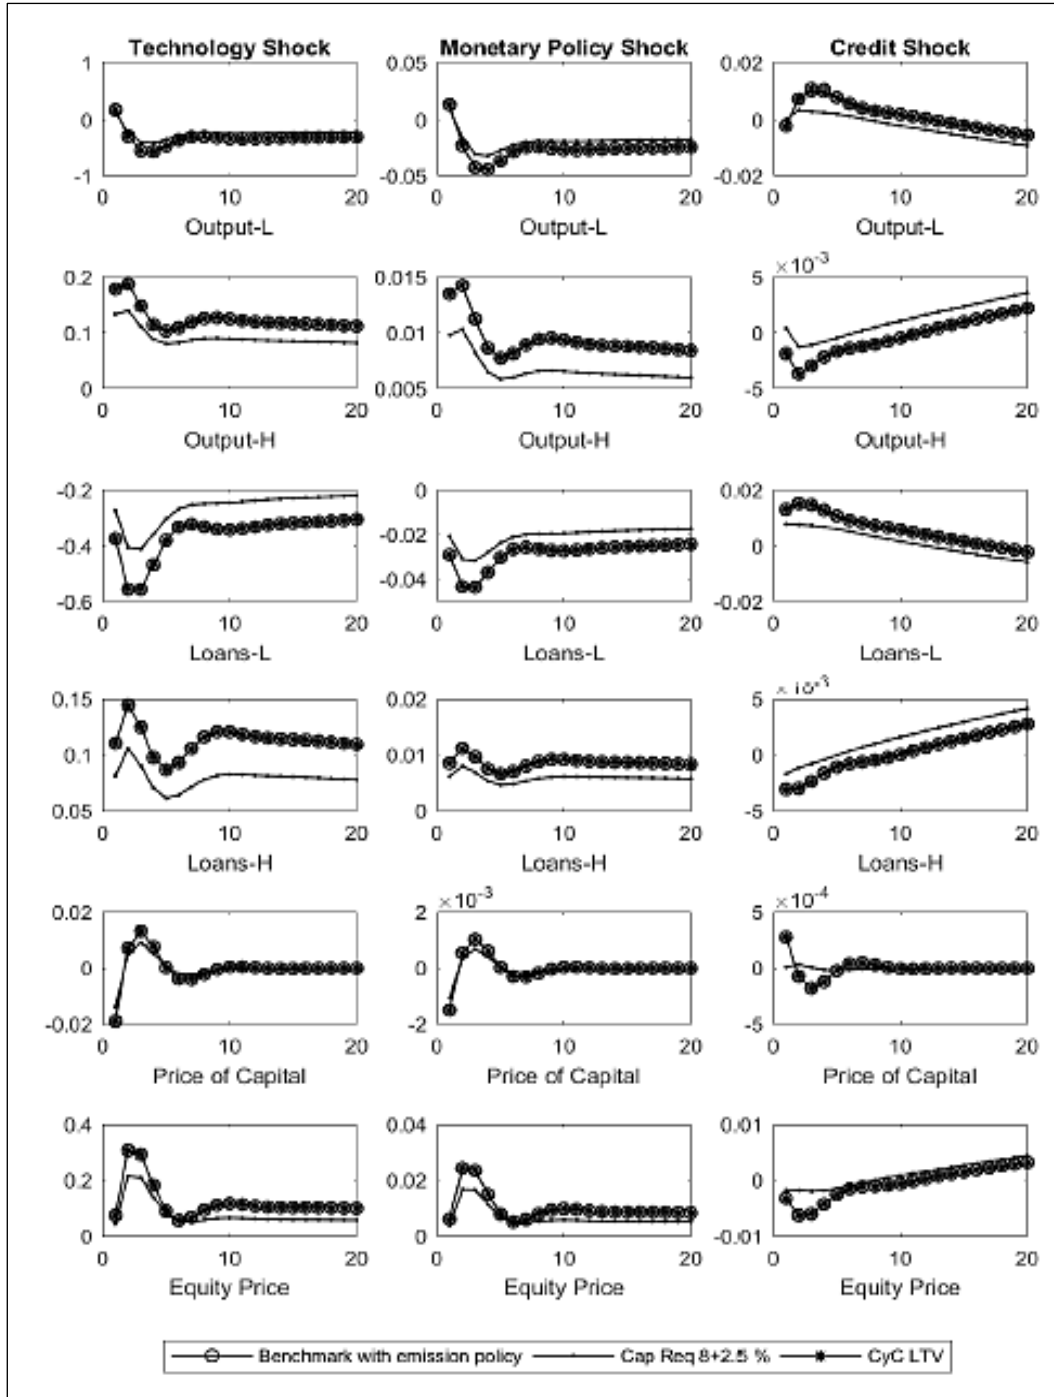 Technology Shock Monetary Policy Shock Credit Shock
1 0.05 0.02
0 0 0
-1 -0.05 -0.02
0 10 20 0 10 20 0 10 20
Output-L Output-L Output-L
×10⁻³
0.2 0.015 5
0.1 0.01 0
0 0.005 -5
0 10 20 0 10 20 0 10 20
Output-H Output-H Output-H
-0.2 0 0.02
-0.4 -0.02 0
-0.6 -0.04 -0.02
0 10 20 0 10 20 0 10 20
Loans-L Loans-L Loans-L
× 10⁻³
0.15 0.02 5
0.1 0.01 0
0.05 0 -5
0 10 20 0 10 20 0 10 20
Loans-H Loans-H Loans-H
×10⁻³ ×10⁻⁴
0.02 2 5
0 0 0
-0.02 -2 -5
0 10 20 0 10 20 0 10 20
Price of Capital Price of Capital Price of Capital
0.4 0.04 0.01
0.2 0.02 0
0 0 -0.01
0 10 20 0 10 20 0 10 20
Equity Price Equity Price Equity Price
Benchmark with emission policy Cap Req 8+2.5 % CyC LTV